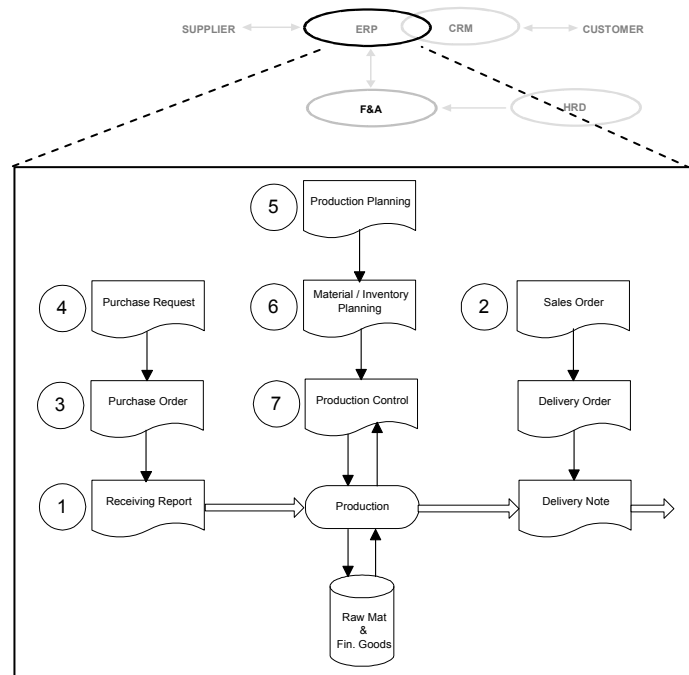 SUPPLIER
ERP
CRM
CUSTOMER
F&A
HRD
5
Production Planning
4
Purchase Request
6
Material / Inventory
Planning
2
Sales Order
3
Purchase Order
7
Production Control
Delivery Order
1
Receiving Report
Production
Delivery Note
Raw Mat
&
Fin. Goods